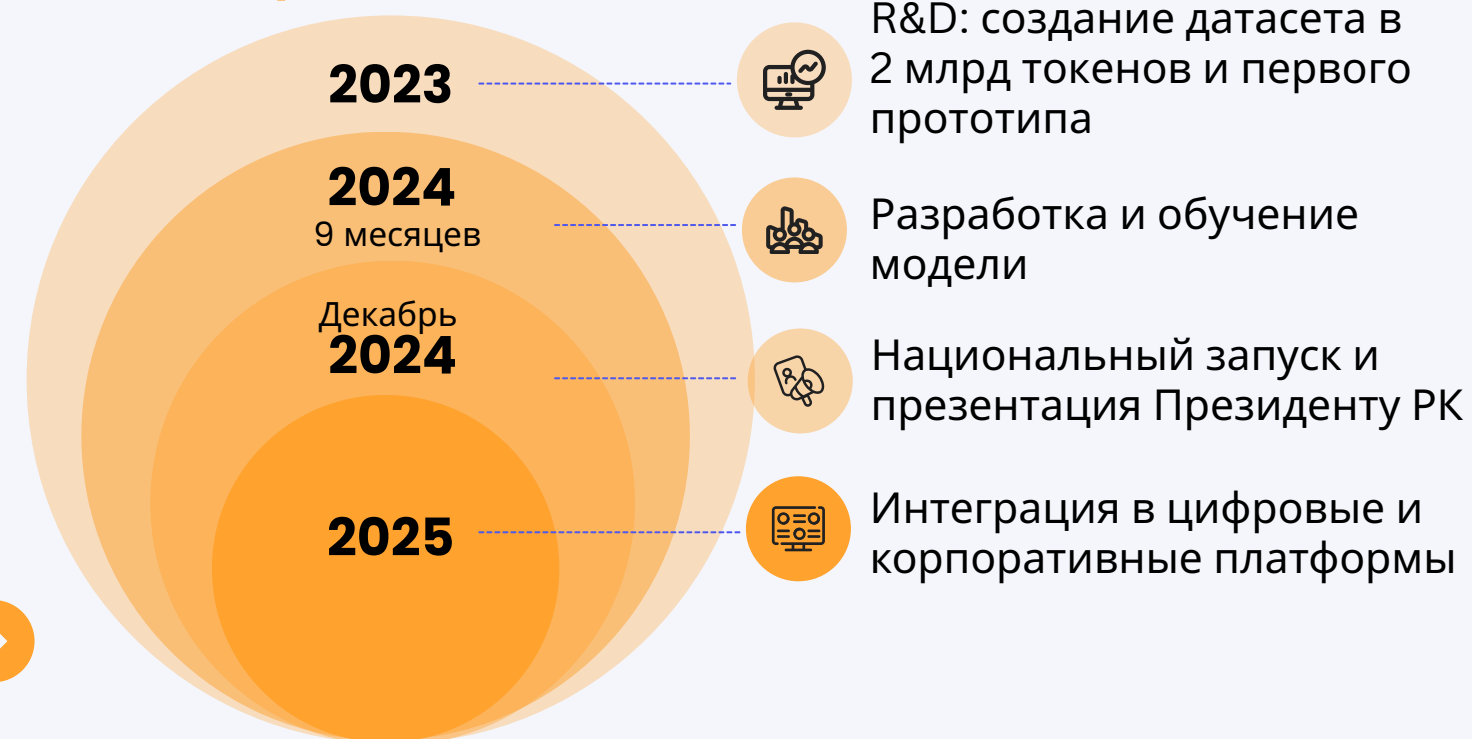 2023
R&D: создание датасета в
2 млрд токенов и первого
прототипа
2024
9 месяцев
Разработка и обучение
модели
Декабрь
2024
Национальный запуск и
презентация Президенту РК
2025
Интеграция в цифровые и
корпоративные платформы